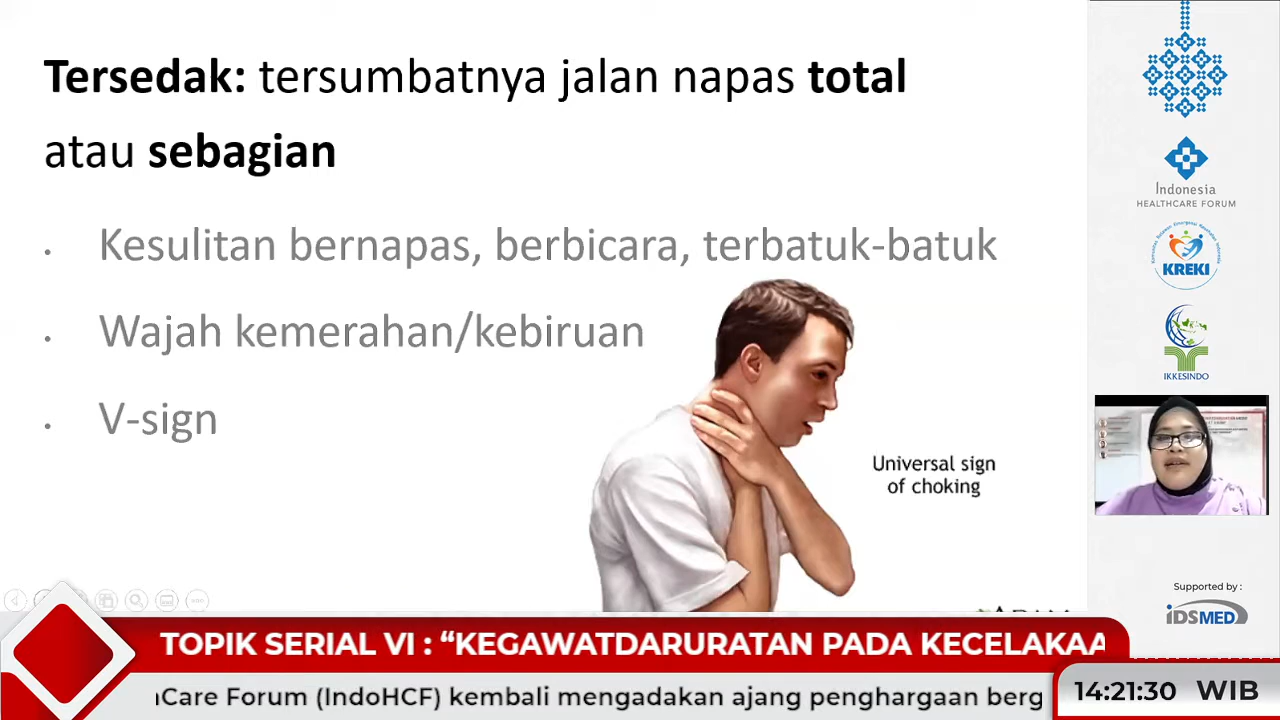 Tersedak: tersumbatnya jalan napas total
atau sebagian
• Kesulitan bernapas, berbicara, terbatuk-batuk
• Wajah kemerahan/kebiruan
• V-sign
Universal sign
of choking
Indonesia
HEALTHCARE FORUM
KREKI
IKKESINDO
Supported by :
iDSMED
TOPIK SERIAL VI : “KEGAWATDARURATAN PADA KECELAKAA
Care Forum (IndoHCF) kembali mengadakan ajang penghargaan berg
14:21:30 WIB